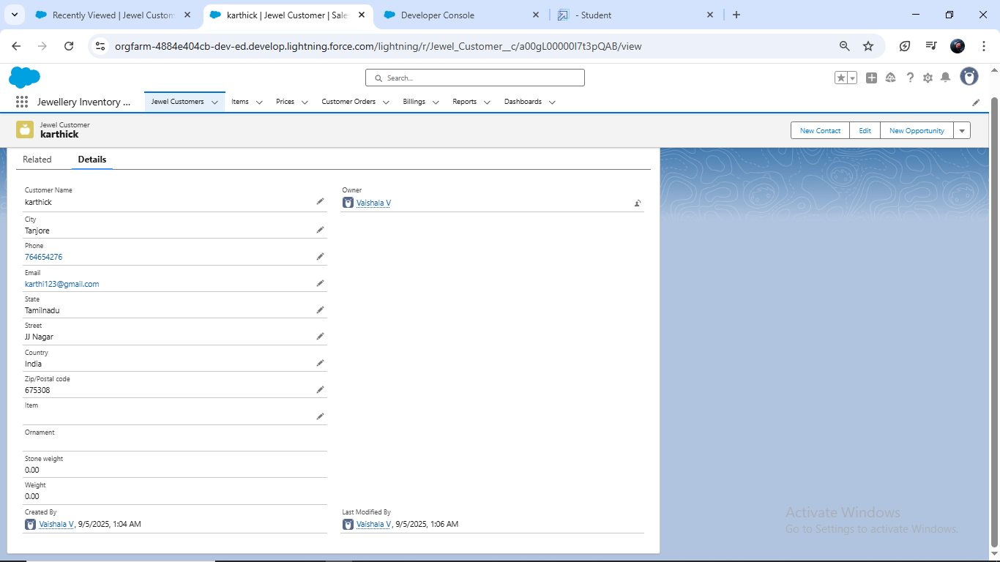 Recently Viewed | Jewel Custom
karthick | Jewel Customer | Sales
Developer Console
- Student
orgfarm-4884e404cb-dev-ed.develop.lightning.force.com/lightning/r/Jewel_Customer__c/a00gL00000I7t3pQAB/view
Search...
Jewellery Inventory ...
Jewel Customers
Items
Prices
Customer Orders
Billings
Reports
Dashboards
Jewel Customer
karthick
New Contact
Edit
New Opportunity
Related
Details
Customer Name
karthick
Owner
Vaishala V
City
Tanjore
Phone
764654276
Email
karthi123@gmail.com
State
Tamilnadu
Street
JJ Nagar
Country
India
Zip/Postal code
675308
Item
Ornament
Stone weight
0.00
Weight
0.00
Created By
Vaishala V, 9/5/2025, 1:04 AM
Last Modified By
Vaishala V, 9/5/2025, 1:06 AM
Activate Windows
Go to Settings to activate Windows.